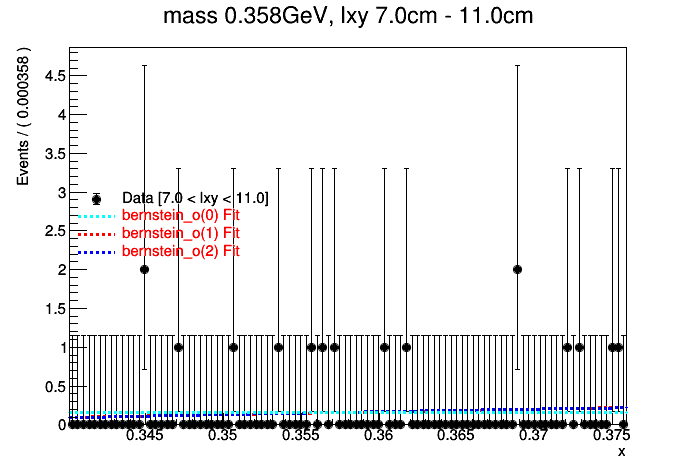 mass 0.358GeV, lxy 7.0cm - 11.0cm
Events / ( 0.000358 )
4.5
4
3.5
3
2.5
2
1.5
1
0.5
0
Data [7.0 < lxy < 11.0]
bernstein_o(0) Fit
bernstein_o(1) Fit
bernstein_o(2) Fit
0.345 0.35 0.355 0.36 0.365 0.37 0.375
x